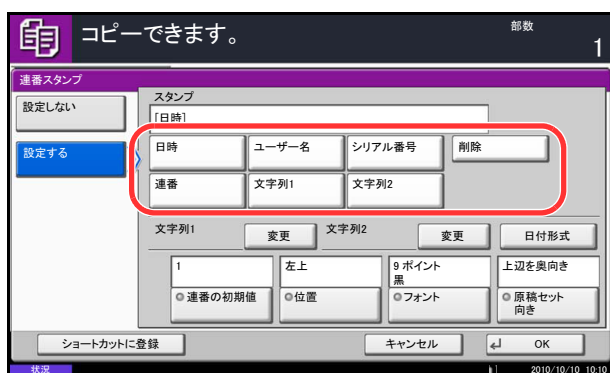 コピーできます。
部数
1
連番スタンプ
設定しない
設定する
スタンプ
[日時]
日時
ユーザー名
シリアル番号
削除
連番
文字列1
文字列2
文字列1
変更
文字列2
変更
日付形式
1
左上
9 ポイント
黒
上辺を奥向き
連番の初期値
位置
フォント
原稿セット
向き
ショートカットに登録
キャンセル
OK
状況
2010/10/10 10:10